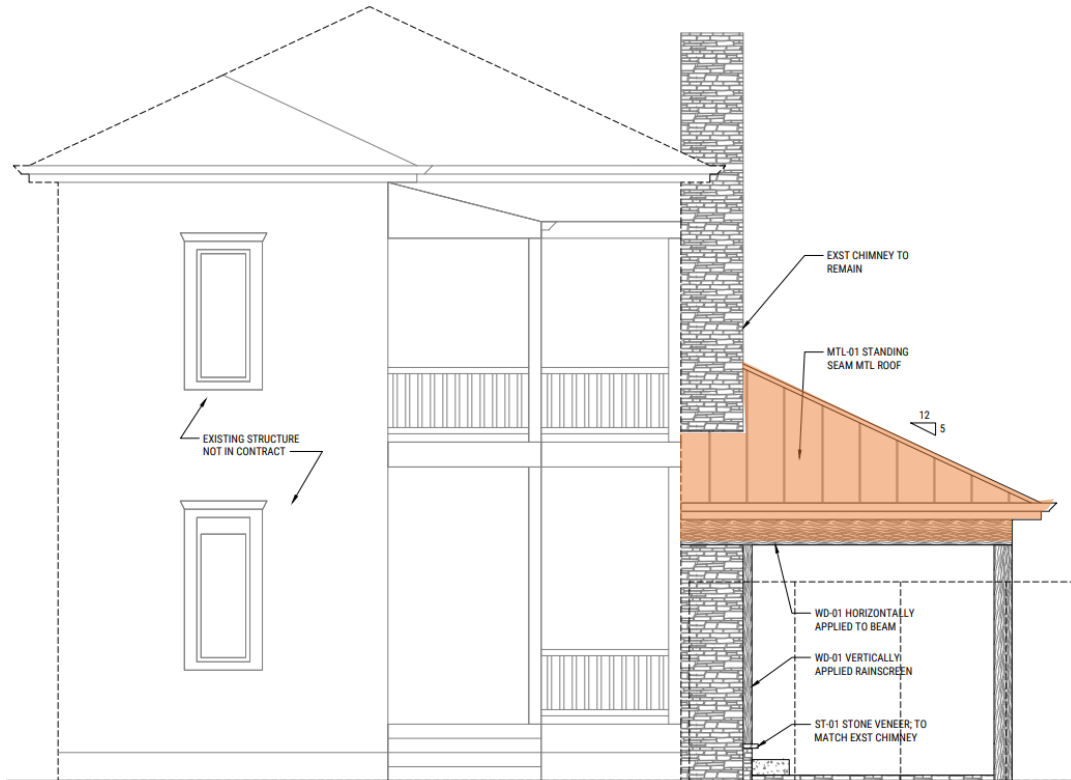 EXST CHIMNEY TO
REMAIN
MTL-01 STANDING
SEAM MTL ROOF
12
5
EXISTING STRUCTURE
NOT IN CONTRACT
WD-01 HORIZONTALLY
APPLIED TO BEAM
WD-01 VERTICALLY
APPLIED RAINSCREEN
ST-01 STONE VENEER; TO
MATCH EXST CHIMNEY